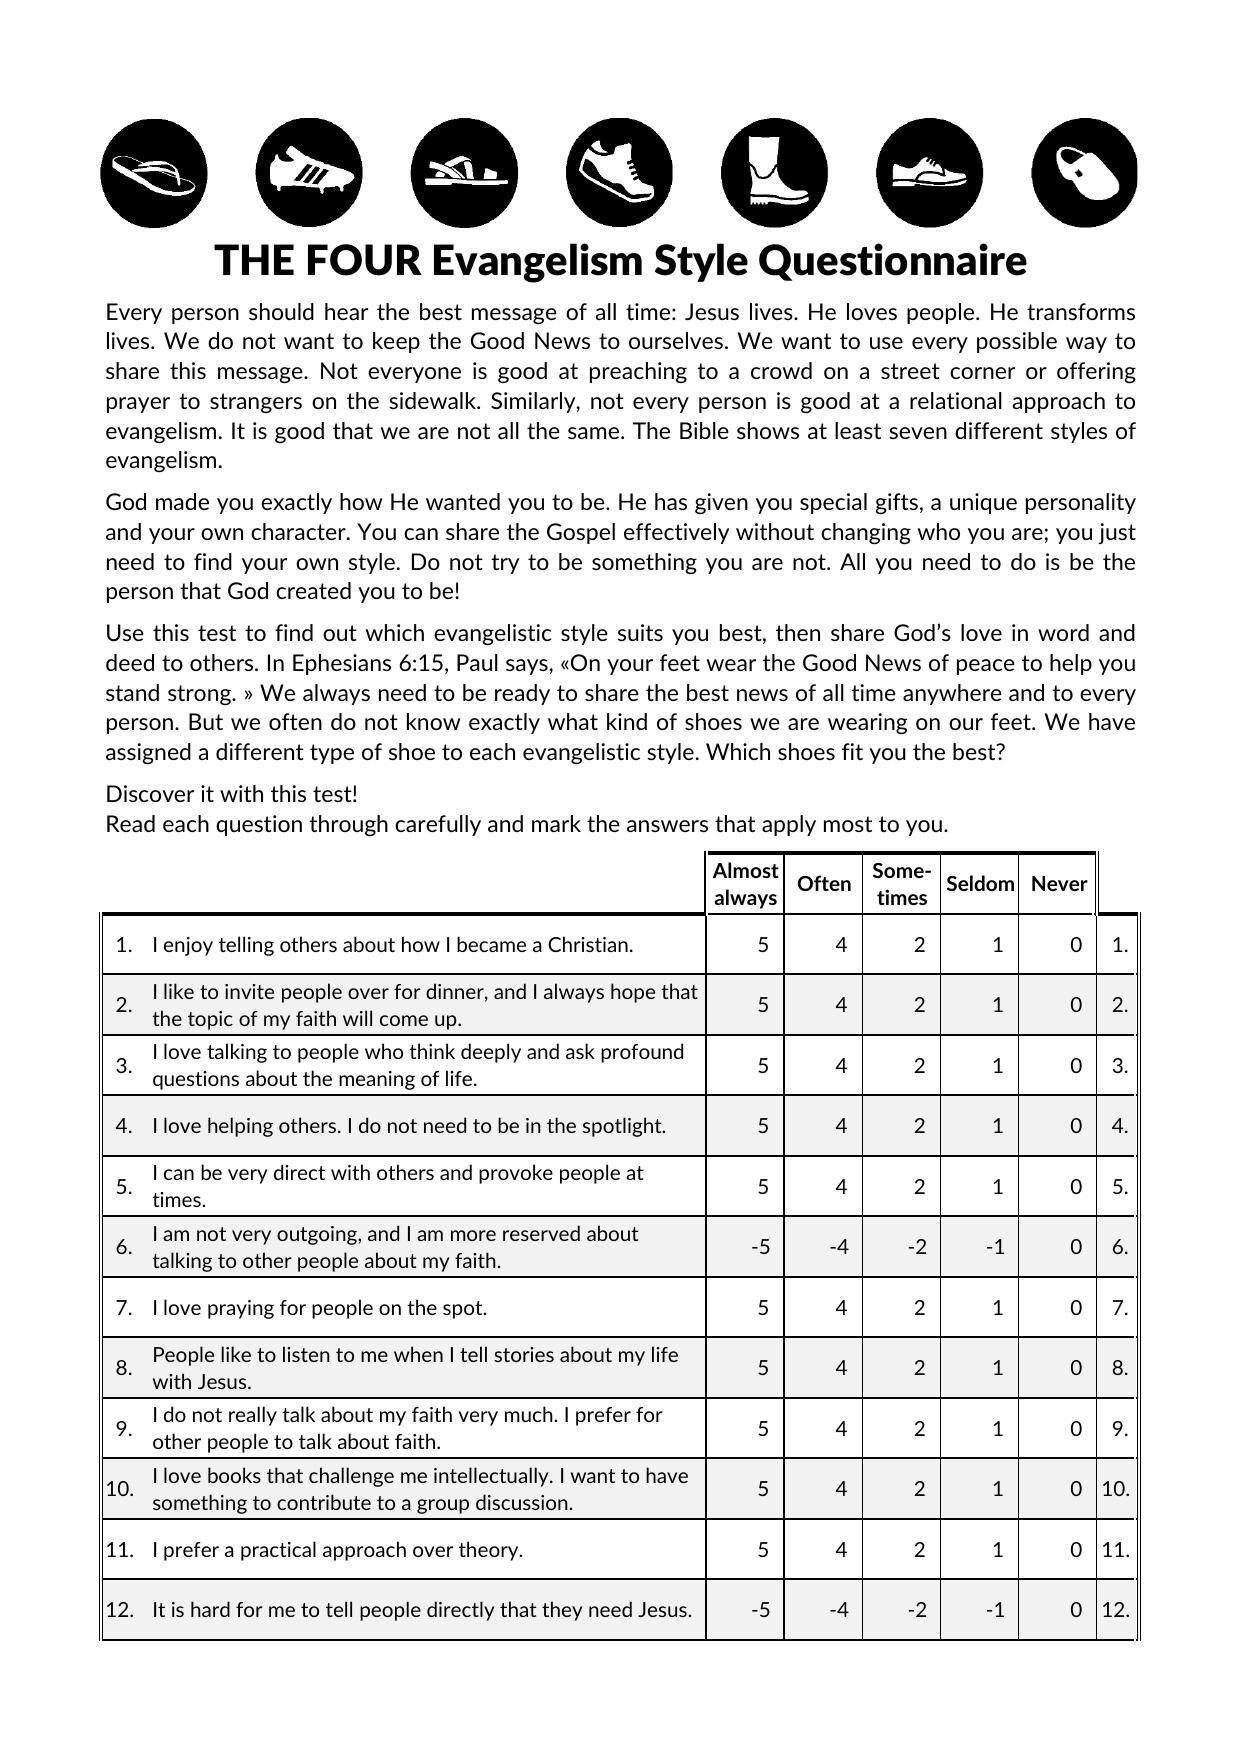 THE FOUR Evangelism Style Questionnaire
Every person should hear the best message of all time: Jesus lives. He loves people. He transforms
lives. We do not want to keep the Good News to ourselves. We want to use every possible way to
share this message. Not everyone is good at preaching to a crowd on a street corner or offering
prayer to strangers on the sidewalk. Similarly, not every person is good at a relational approach to
evangelism. It is good that we are not all the same. The Bible shows at least seven different styles of
evangelism.
God made you exactly how He wanted you to be. He has given you special gifts, a unique personality
and your own character. You can share the Gospel effectively without changing who you are; you just
need to find your own style. Do not try to be something you are not. All you need to do is be the
person that God created you to be!
Use this test to find out which evangelistic style suits you best, then share God’s love in word and
deed to others. In Ephesians 6:15, Paul says, «On your feet wear the Good News of peace to help you
stand strong. » We always need to be ready to share the best news of all time anywhere and to every
person. But we often do not know exactly what kind of shoes we are wearing on our feet. We have
assigned a different type of shoe to each evangelistic style. Which shoes fit you the best?
Discover it with this test!
Read each question through carefully and mark the answers that apply most to you.
Almost always Often Some-times Seldom Never
1. I enjoy telling others about how I became a Christian. 5 4 2 1 0 1.
2. I like to invite people over for dinner, and I always hope that
the topic of my faith will come up. 5 4 2 1 0 2.
3. I love talking to people who think deeply and ask profound
questions about the meaning of life. 5 4 2 1 0 3.
4. I love helping others. I do not need to be in the spotlight. 5 4 2 1 0 4.
5. I can be very direct with others and provoke people at
times. 5 4 2 1 0 5.
6. I am not very outgoing, and I am more reserved about
talking to other people about my faith. -5 -4 -2 -1 0 6.
7. I love praying for people on the spot. 5 4 2 1 0 7.
8. People like to listen to me when I tell stories about my life
with Jesus. 5 4 2 1 0 8.
9. I do not really talk about my faith very much. I prefer for
other people to talk about faith. 5 4 2 1 0 9.
10. I love books that challenge me intellectually. I want to have
something to contribute to a group discussion. 5 4 2 1 0 10.
11. I prefer a practical approach over theory. 5 4 2 1 0 11.
12. It is hard for me to tell people directly that they need Jesus. -5 -4 -2 -1 0 12.